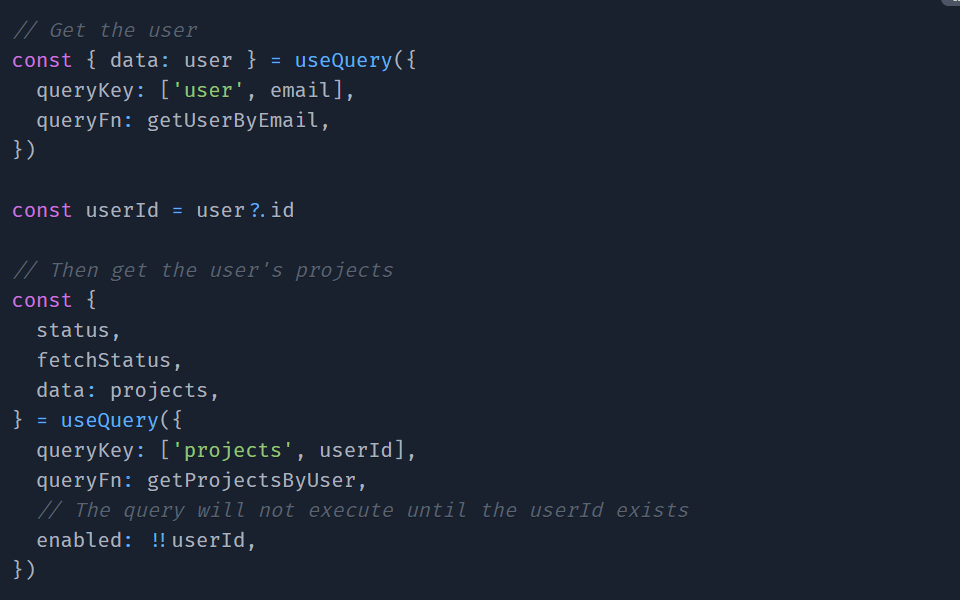 // Get the user
const { data: user } = useQuery({
  queryKey: ['user', email],
  queryFn: getUserByEmail,
})

const userId = user?.id

// Then get the user's projects
const {
  status,
  fetchStatus,
  data: projects,
} = useQuery({
  queryKey: ['projects', userId],
  queryFn: getProjectsByUser,
  // The query will not execute until the userId exists
  enabled: !!userId,
})